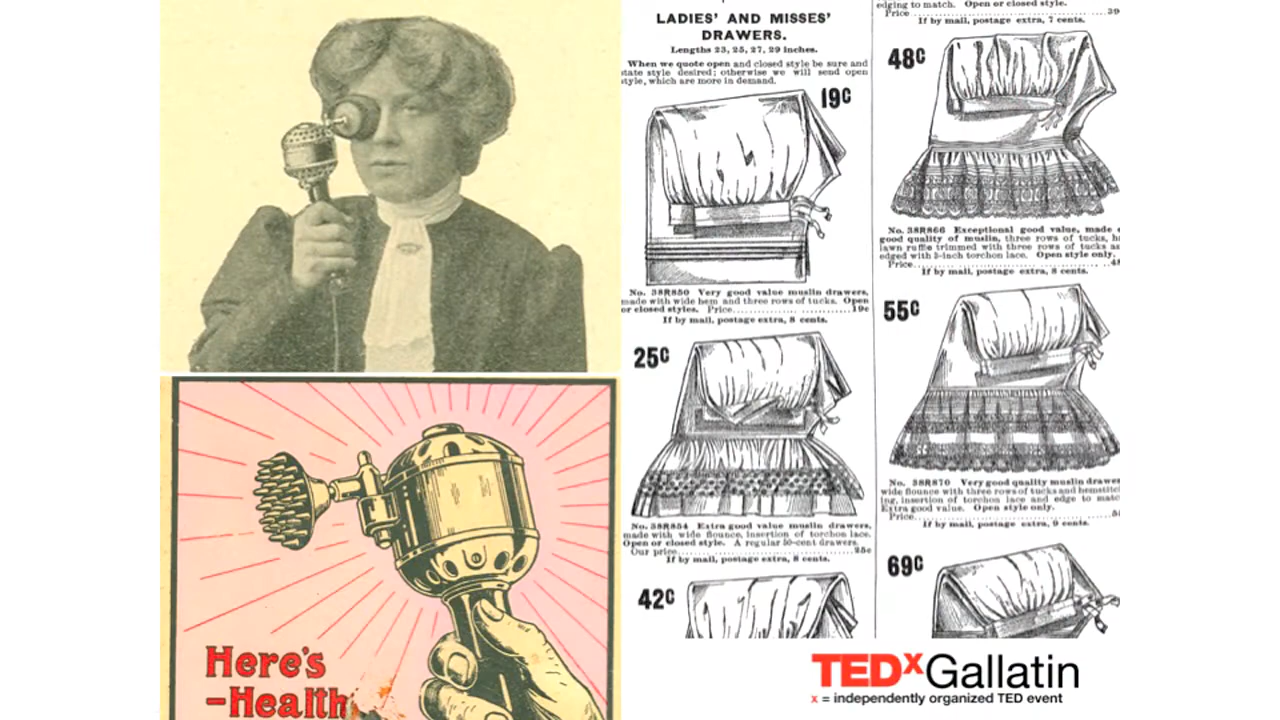 LADIES' AND MISSES'
DRAWERS.
Lengths 23, 25, 27, 29 inches.
When we quote open and closed style be sure and
state style desired; otherwise we will send open
style, which are more in demand.
19c
No. 38R850 Very good value muslin drawers,
made with wide hem and three rows of tucks. Open
or closed styles. Price 19c
If by mail, postage extra, 8 cents.
25c
No. 38R854 Extra good value muslin drawers,
made with wide flounce, insertion of torchon lace.
Open or closed style. A regular 50-cent drawers.
Our price 25c
If by mail, postage extra, 8 cents.
42c
edging to match. Open or closed style.
Price
If by mail, postage extra, 7 cents.
48c
No. 38R866 Exceptional good value, made
good quality of muslin, three rows of tucks,
lawn ruffle trimmed with three rows of tucks
edged with 3-inch torchon lace. Open style only.
Price
If by mail, postage extra, 8 cents.
55c
No. 38R870 Very good quality muslin
wide flounce with three rows of tucks and
ing, insertion of torchon lace and edge to
Extra good value. Open style only.
Price
If by mail, postage extra, 9 cents.
69c
Here's
-Health
TEDxGallatin
x = independently organized TED event